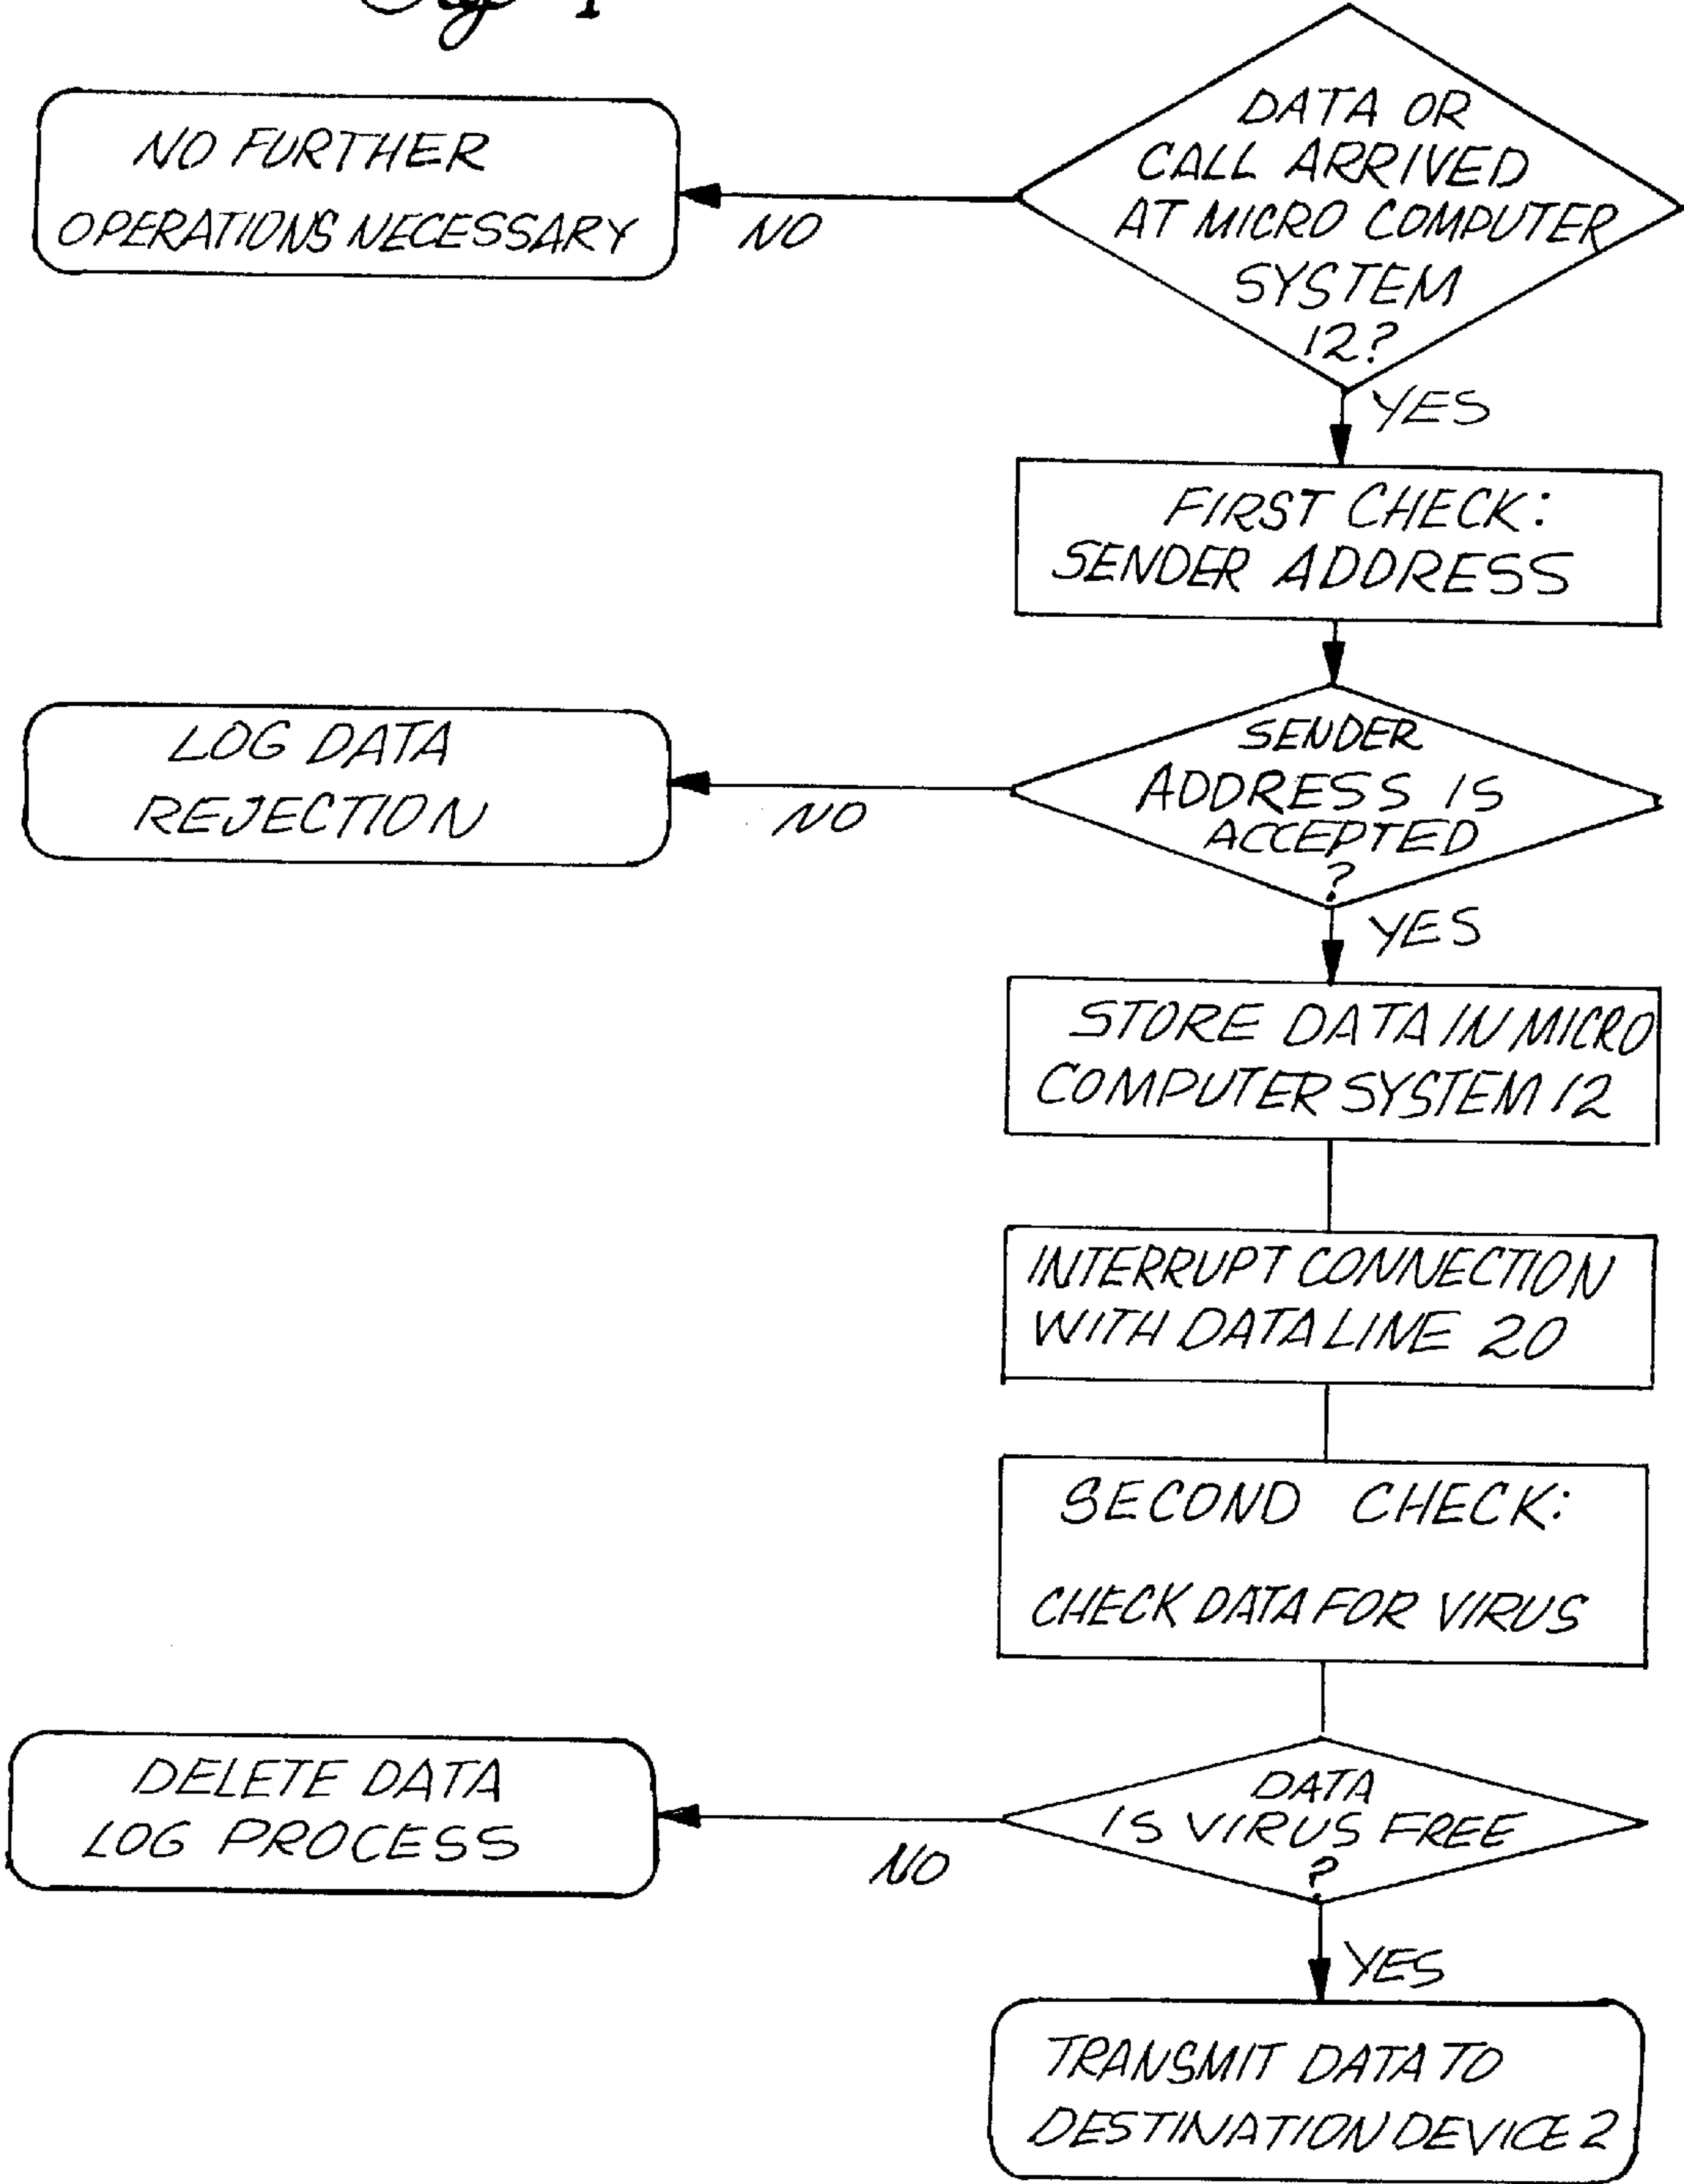 NO FURTHER
OPERATIONS NECESSARY
DATA OR
CALL ARRIVED
AT MICRO COMPUTER
SYSTEM
12?
NO
YES
FIRST CHECK:
SENDER ADDRESS
LOG DATA
REJECTION
SENDER
ADDRESS IS
ACCEPTED
?
NO
YES
STORE DATA IN MICRO
COMPUTER SYSTEM 12
INTERRUPT CONNECTION
WITH DATA LINE 20
SECOND CHECK:
CHECK DATA FOR VIRUS
DELETE DATA
LOG PROCESS
DATA
IS VIRUS FREE
?
NO
YES
TRANSMIT DATA TO
DESTINATION DEVICE 2